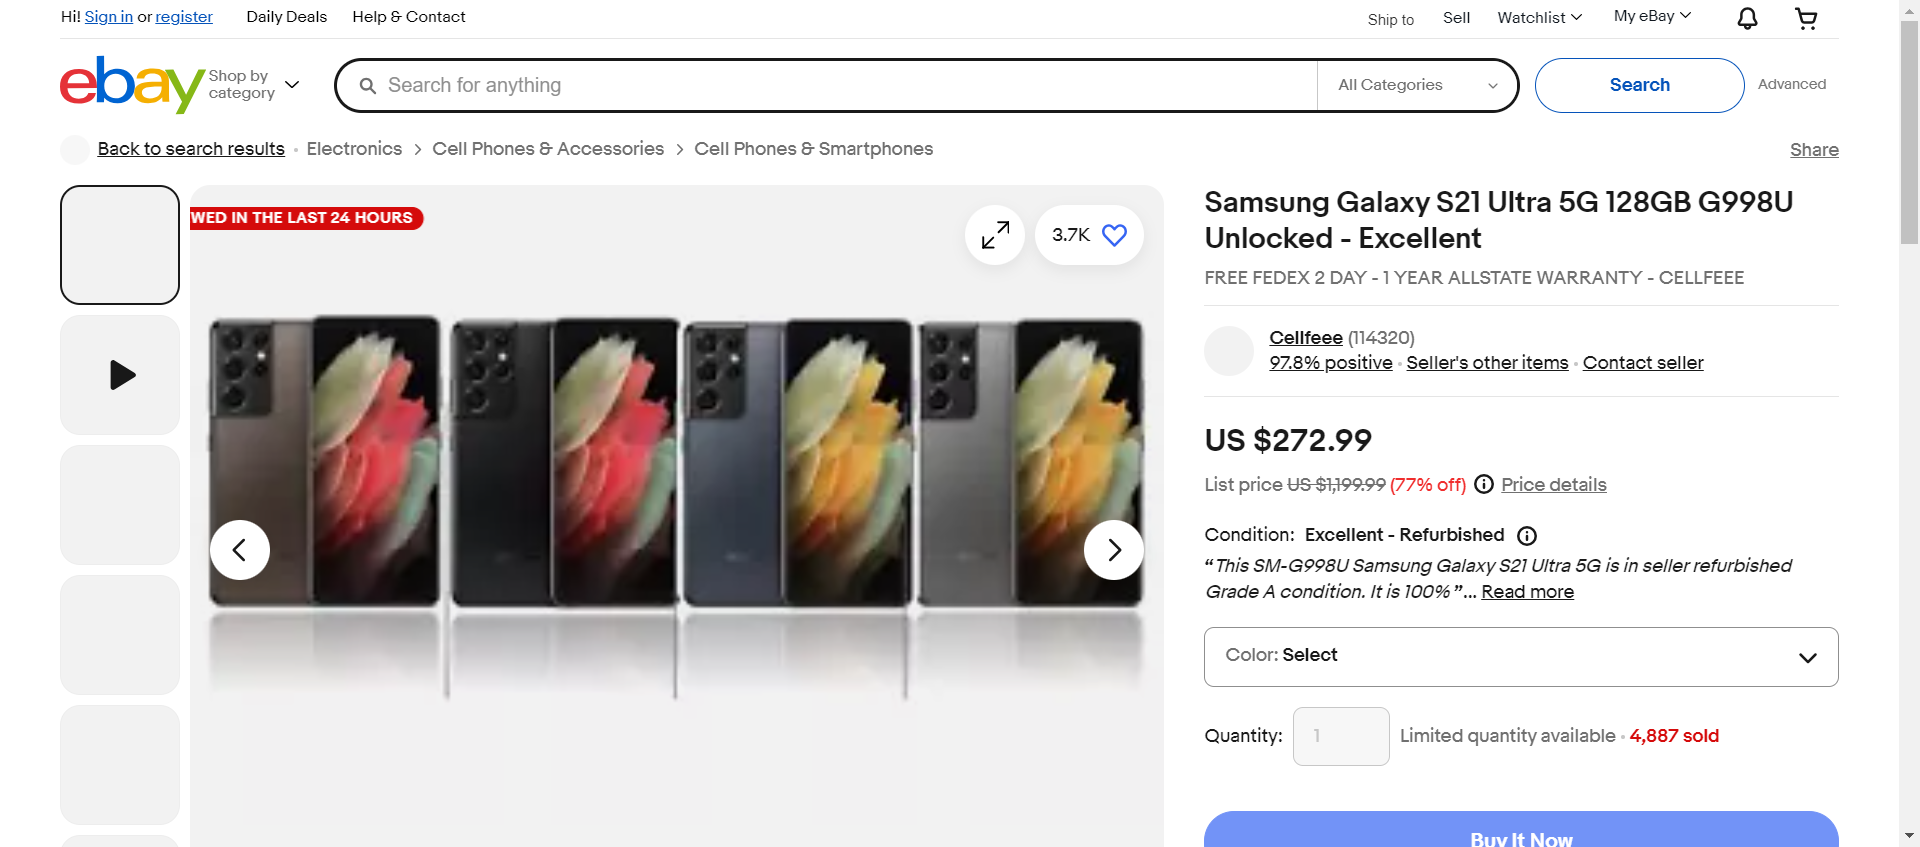 Hi! Sign in or register
Daily Deals
Help & Contact
Ship to
Sell
Watchlist
My eBay
ebay
Shop by
category
Search for anything
All Categories
Search
Advanced
Back to search results
Electronics
Cell Phones & Accessories
Cell Phones & Smartphones
Share
WED IN THE LAST 24 HOURS
3.7K
Samsung Galaxy S21 Ultra 5G 128GB G998U
Unlocked - Excellent
FREE FEDEX 2 DAY - 1 YEAR ALLSTATE WARRANTY - CELLFEEE
Cellfeee (114320)
97.8% positive · Seller's other items · Contact seller
US $272.99
List price US $1,199.99 (77% off) Price details
Condition: Excellent - Refurbished
“This SM-G998U Samsung Galaxy S21 Ultra 5G is in seller refurbished
Grade A condition. It is 100%”... Read more
Color: Select
Quantity: 1 Limited quantity available · 4,887 sold
Buy It Now